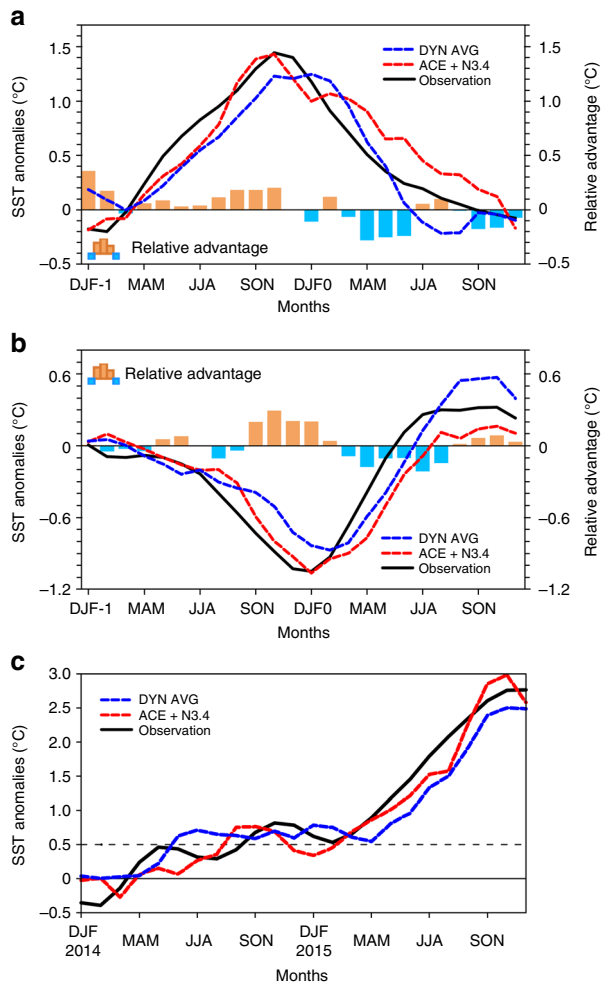 a
1.5
1.0
0.5
0
−0.5
SST anomalies (°C)
DYN AVG
ACE + N3.4
Observation
Relative advantage
1.5
1.0
0.5
0
−0.5
Relative advantage (°C)
DJF-1
MAM
JJA
SON
DJF0
MAM
JJA
SON
Months
b
0.6
0
−0.6
−1.2
SST anomalies (°C)
Relative advantage
DYN AVG
ACE + N3.4
Observation
0.6
0
−0.6
−1.2
Relative advantage (°C)
DJF-1
MAM
JJA
SON
DJF0
MAM
JJA
SON
Months
c
3.0
2.5
2.0
1.5
1.0
0.5
0
−0.5
SST anomalies (°C)
DYN AVG
ACE + N3.4
Observation
DJF
2014
MAM
JJA
SON
DJF
2015
MAM
JJA
SON
Months